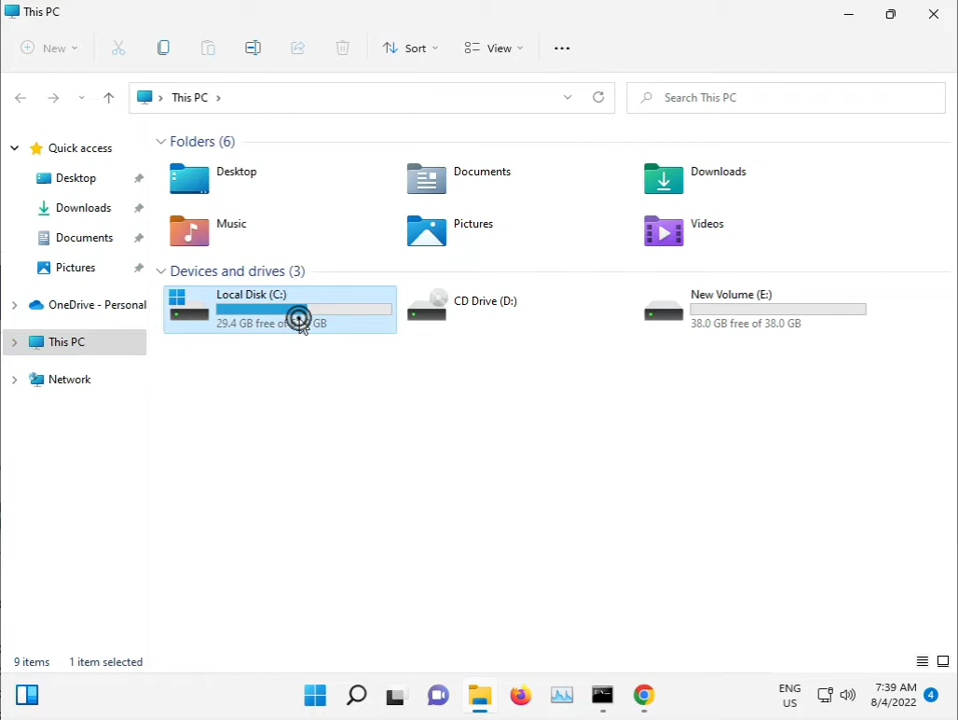 This PC
New
Sort
View
This PC
Search This PC
Quick access
Desktop
Downloads
Documents
Pictures
OneDrive - Personal
This PC
Network
Folders (6)
Desktop
Documents
Downloads
Music
Pictures
Videos
Devices and drives (3)
Local Disk (C:)
29.4 GB free of GB
CD Drive (D:)
New Volume (E:)
38.0 GB free of 38.0 GB
9 items
1 item selected
ENG
US
7:39 AM
8/4/2022
4